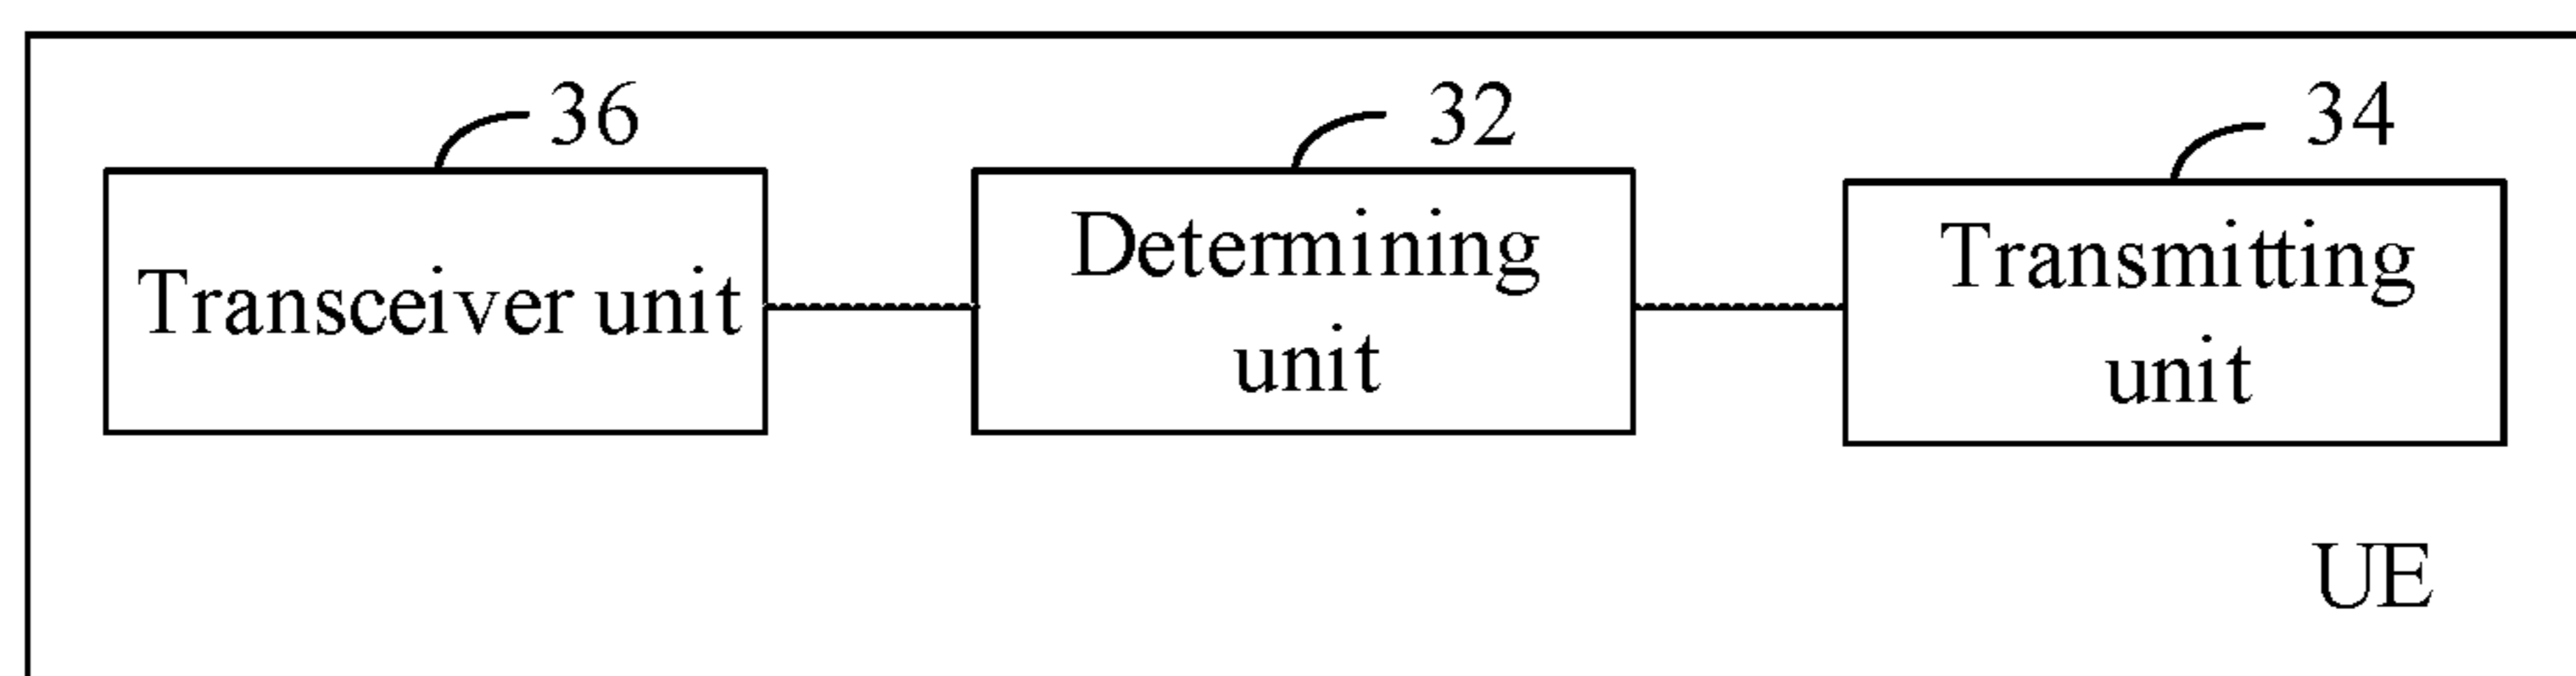 36
32
34
Transceiver unit
Determining
unit
Transmitting
unit
UE